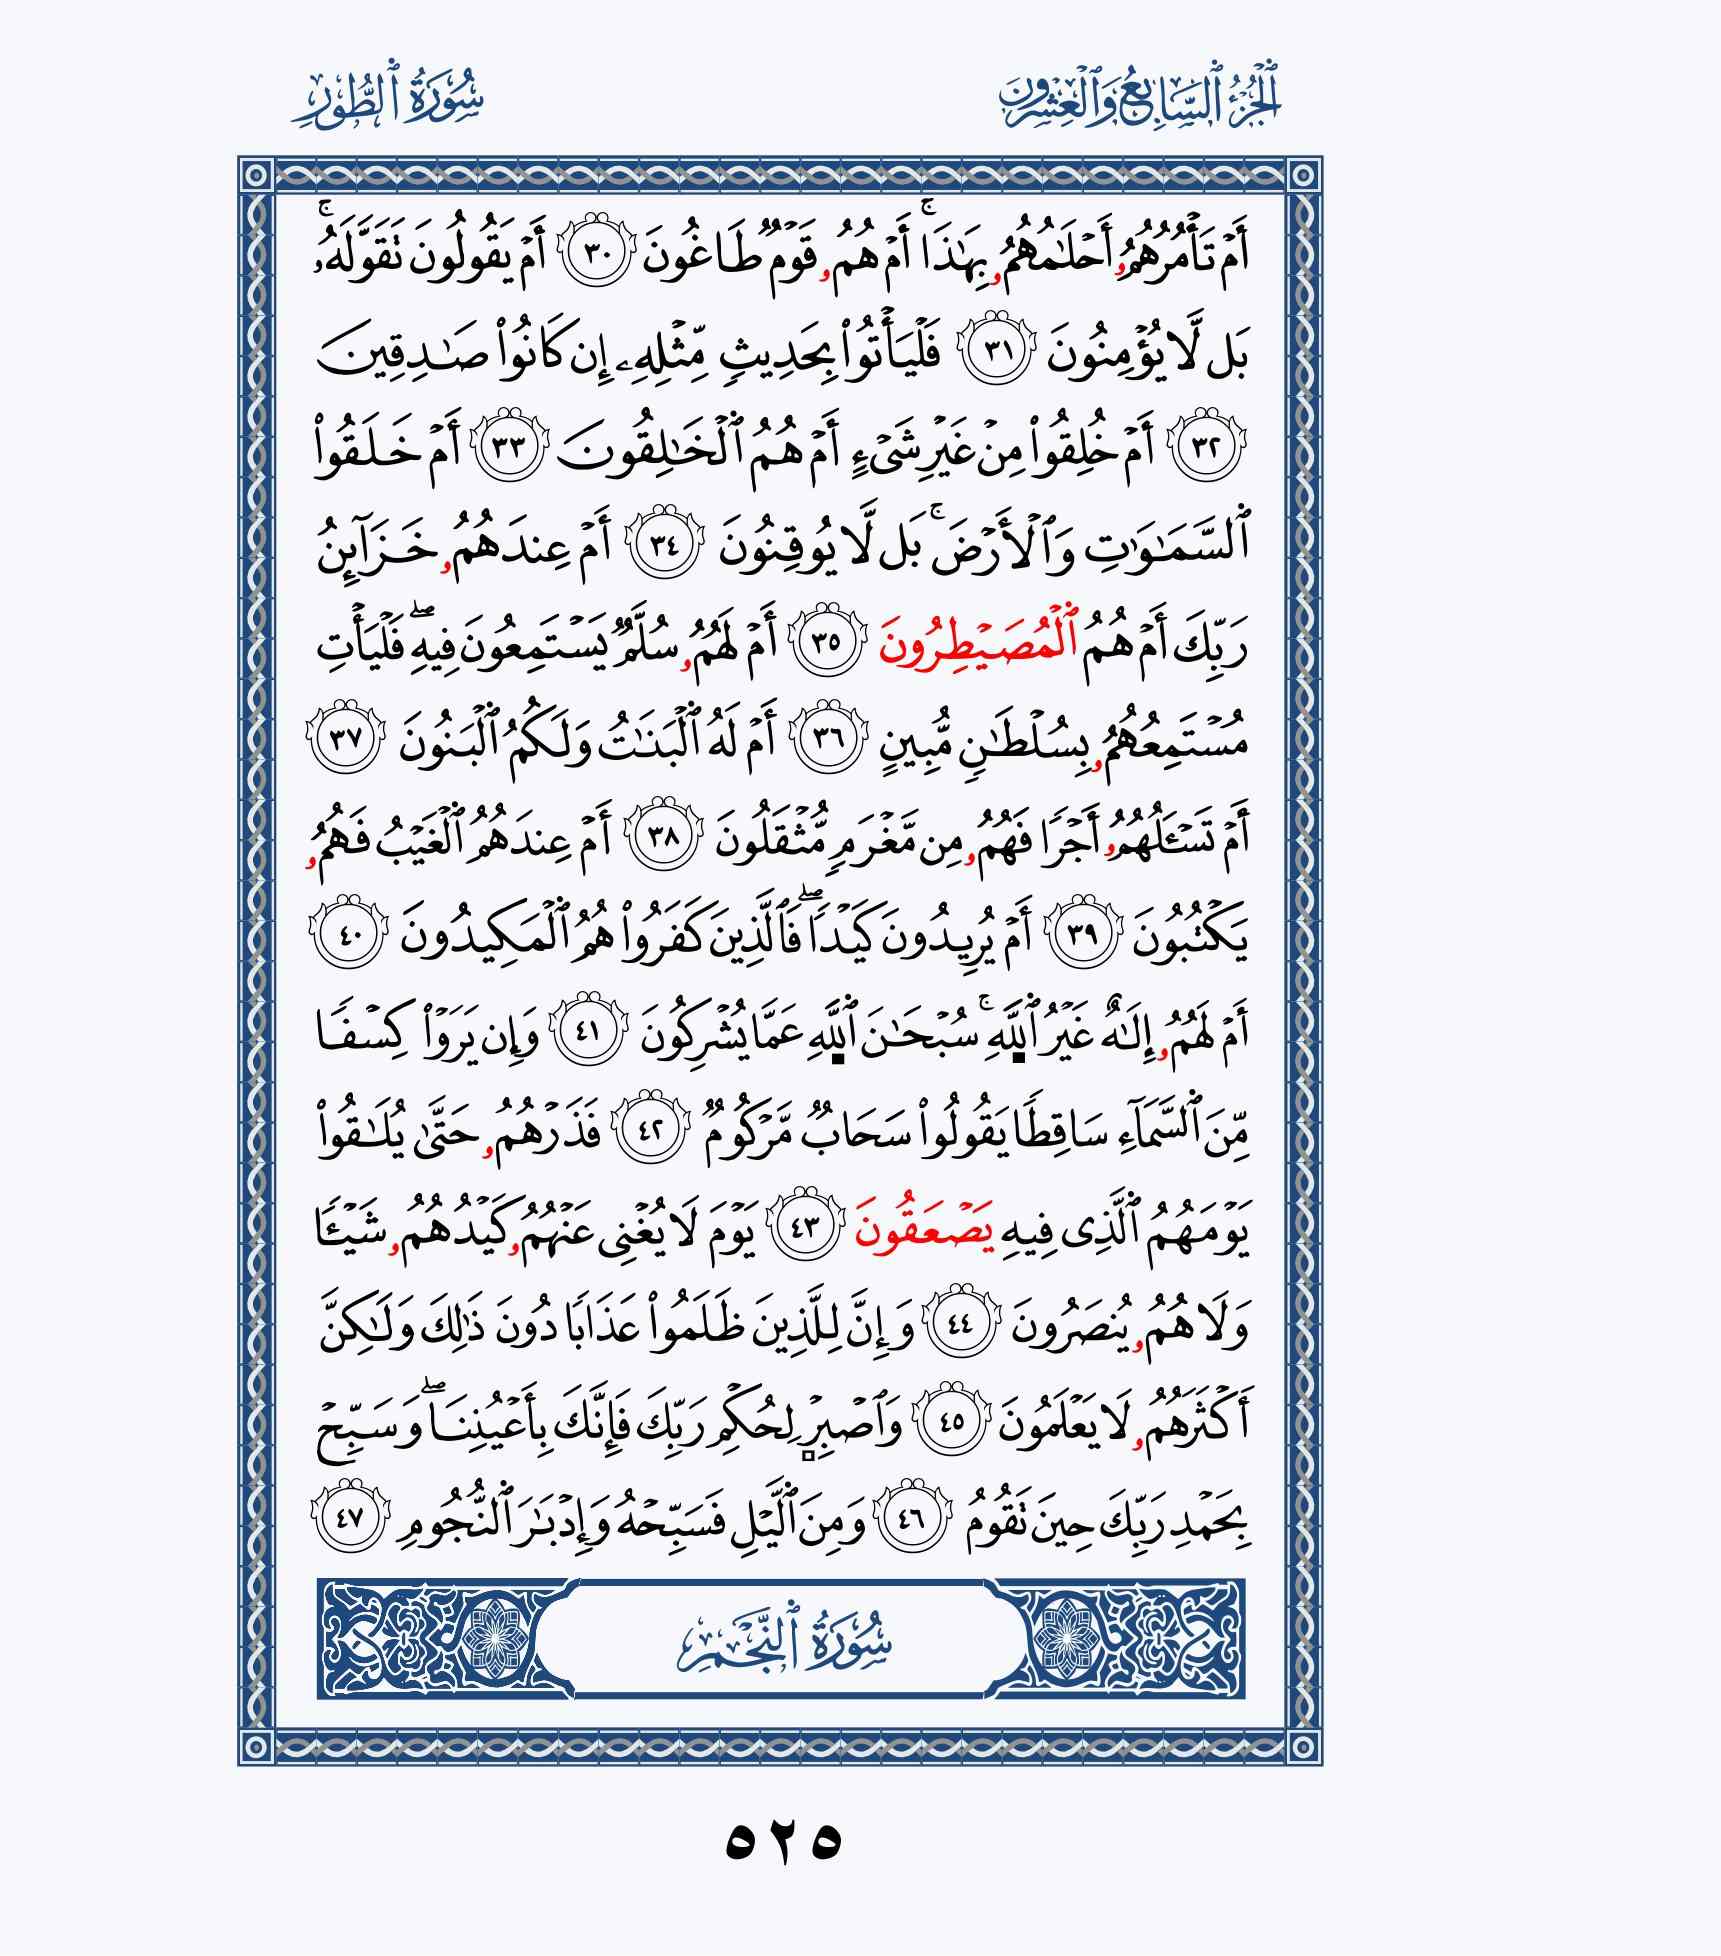 ٱلْجُزْءُ ٱلسَّابِعُ وَٱلْعِشْرُونَ
سُورَةُ ٱلطُّورِ
أَمْ تَأْمُرُهُمُۥ أَحْلَٰمُهُمُۥ بِهَٰذَاۚ أَمْ هُمُۥ قَوْمٌ طَاغُونَ ٣٠ أَمْ يَقُولُونَ تَقَوَّلَهُۥۚ
بَل لَّا يُؤْمِنُونَ ٣١ فَلْيَأْتُوا۟ بِحَدِيثٍ مِّثْلِهِۦ إِن كَانُوا۟ صَٰدِقِينَ
٣٢ أَمْ خُلِقُوا۟ مِنْ غَيْرِ شَىْءٍ أَمْ هُمُ ٱلْخَٰلِقُونَ ٣٣ أَمْ خَلَقُوا۟
ٱلسَّمَٰوَٰتِ وَٱلْأَرْضَۚ بَل لَّا يُوقِنُونَ ٣٤ أَمْ عِندَهُمُۥ خَزَآئِنُ
رَبِّكَ أَمْ هُمُ ٱلْمُصَيْطِرُونَ ٣٥ أَمْ لَهُمُۥ سُلَّمٌ يَسْتَمِعُونَ فِيهِۖ فَلْيَأْتِ
مُسْتَمِعُهُمُۥ بِسُلْطَٰنٍ مُّبِينٍ ٣٦ أَمْ لَهُ ٱلْبَنَٰتُ وَلَكُمُ ٱلْبَنُونَ ٣٧
أَمْ تَسْـَٔلُهُمُۥ أَجْرًا فَهُمُۥ مِن مَّغْرَمٍ مُّثْقَلُونَ ٣٨ أَمْ عِندَهُمُ ٱلْغَيْبُ فَهُمُۥ
يَكْتُبُونَ ٣٩ أَمْ يُرِيدُونَ كَيْدًاۖ فَٱلَّذِينَ كَفَرُوا۟ هُمُ ٱلْمَكِيدُونَ ٤٠
أَمْ لَهُمُۥ إِلَٰهٌ غَيْرُ ٱللَّهِۚ سُبْحَٰنَ ٱللَّهِ عَمَّا يُشْرِكُونَ ٤١ وَإِن يَرَوْا۟ كِسْفًا
مِّنَ ٱلسَّمَآءِ سَاقِطًا يَقُولُوا۟ سَحَابٌ مَّرْكُومٌ ٤٢ فَذَرْهُمُۥ حَتَّىٰ يُلَٰقُوا۟
يَوْمَهُمُ ٱلَّذِى فِيهِ يَصْعَقُونَ ٤٣ يَوْمَ لَا يُغْنِى عَنْهُمُۥ كَيْدُهُمُۥ شَيْـًٔا
وَلَا هُمُۥ يُنصَرُونَ ٤٤ وَإِنَّ لِلَّذِينَ ظَلَمُوا۟ عَذَابًا دُونَ ذَٰلِكَ وَلَٰكِنَّ
أَكْثَرَهُمُۥ لَا يَعْلَمُونَ ٤٥ وَٱصْبِرْ لِحُكْمِ رَبِّكَ فَإِنَّكَ بِأَعْيُنِنَاۖ وَسَبِّحْ
بِحَمْدِ رَبِّكَ حِينَ تَقُومُ ٤٦ وَمِنَ ٱلَّيْلِ فَسَبِّحْهُ وَإِدْبَٰرَ ٱلنُّجُومِ ٤٧
سُورَةُ ٱلنَّجْمِ
٥٢٥